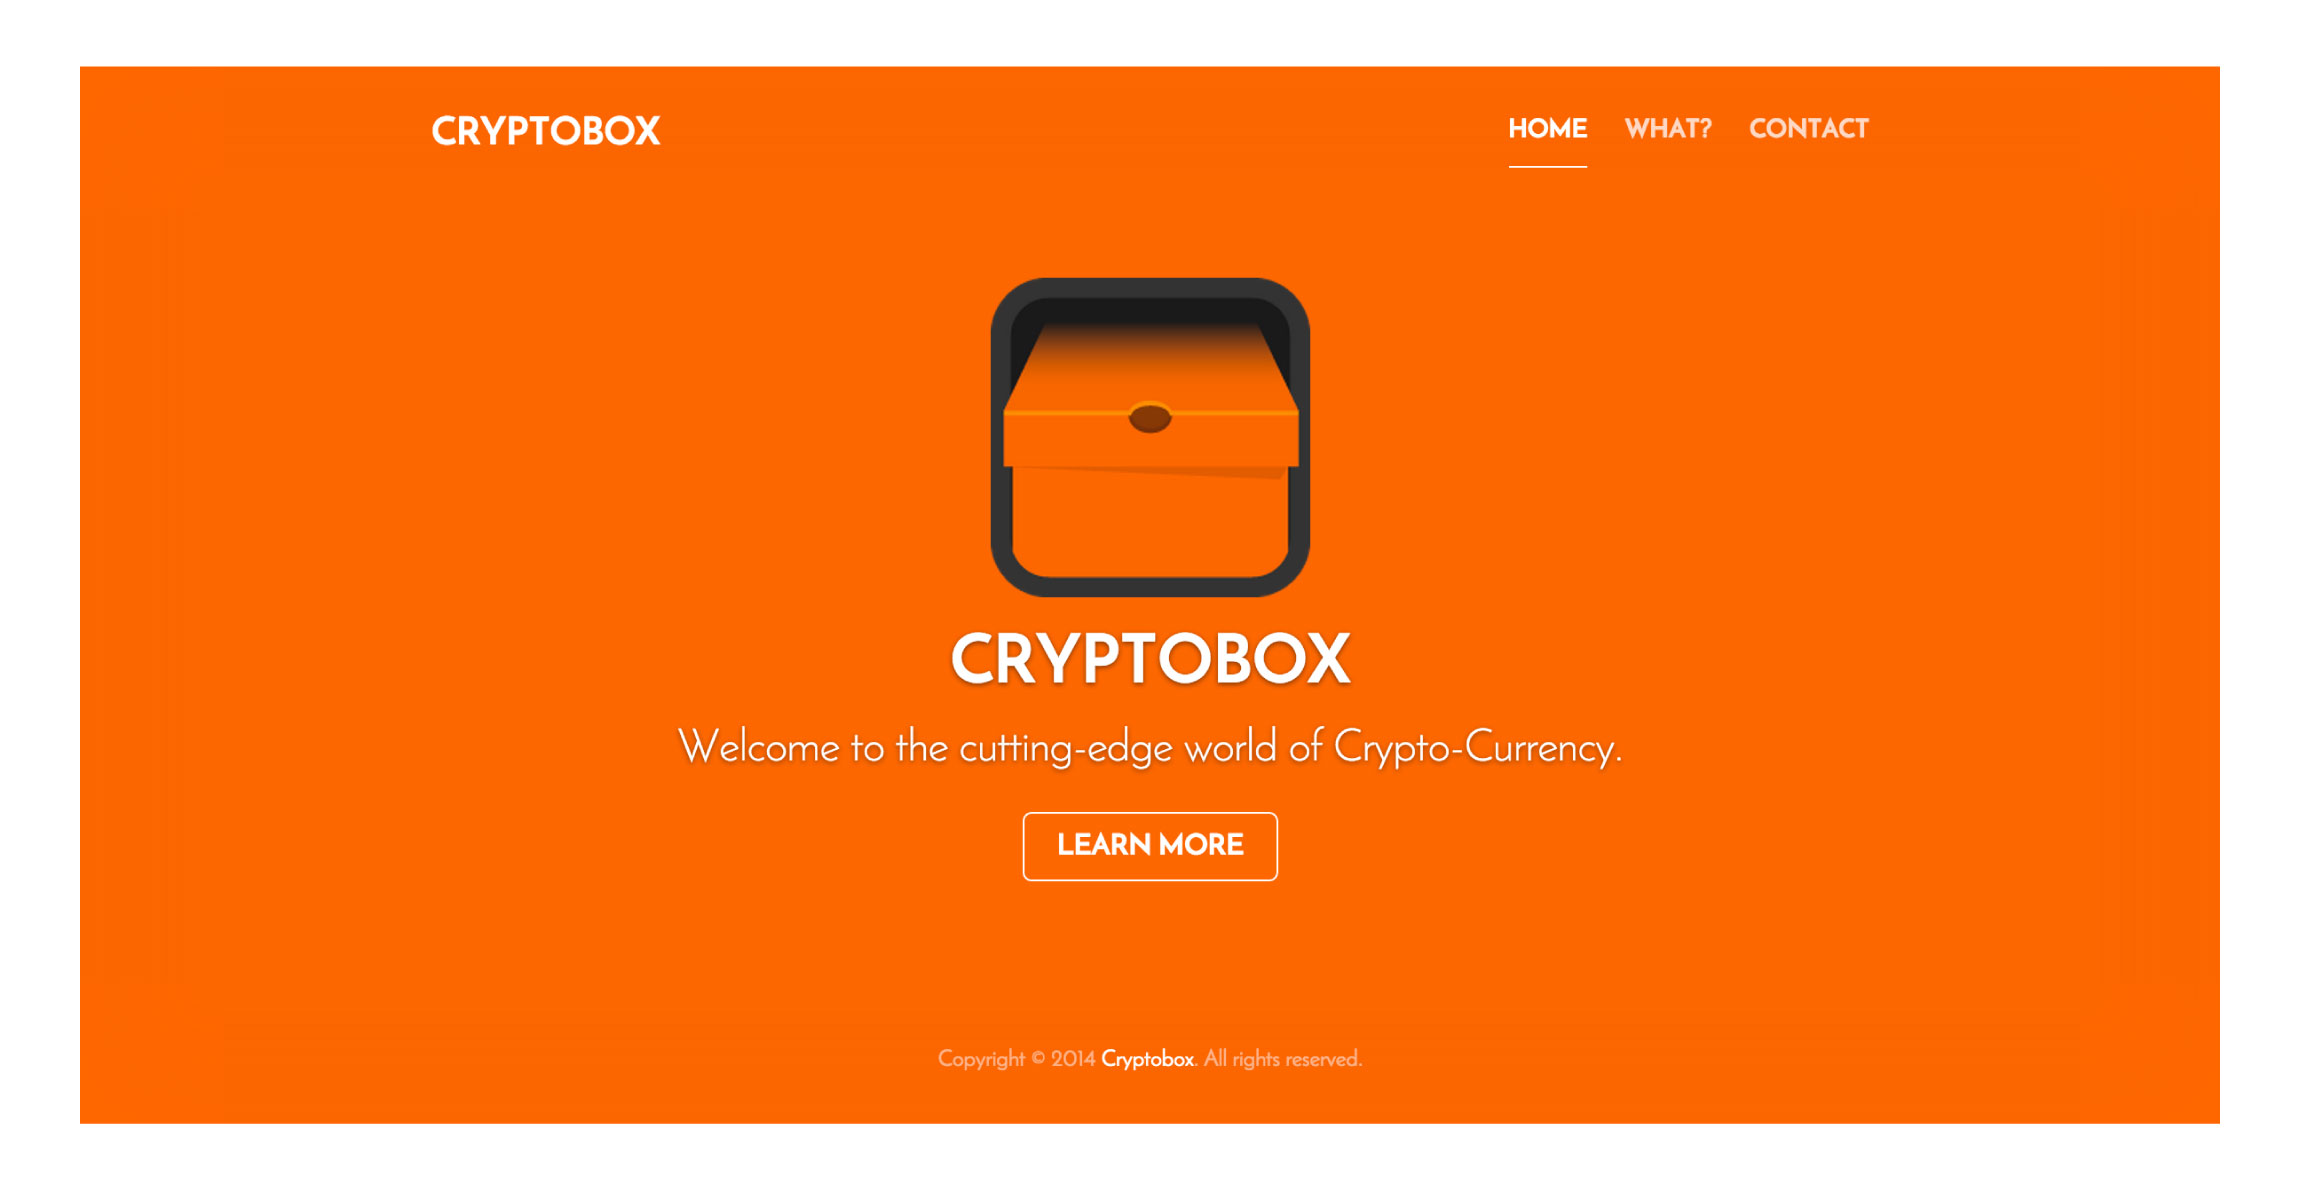 CRYPTOBOX
HOME WHAT? CONTACT
CRYPTOBOX
Welcome to the cutting-edge world of Crypto-Currency.
LEARN MORE
Copyright © 2014 Cryptobox. All rights reserved.